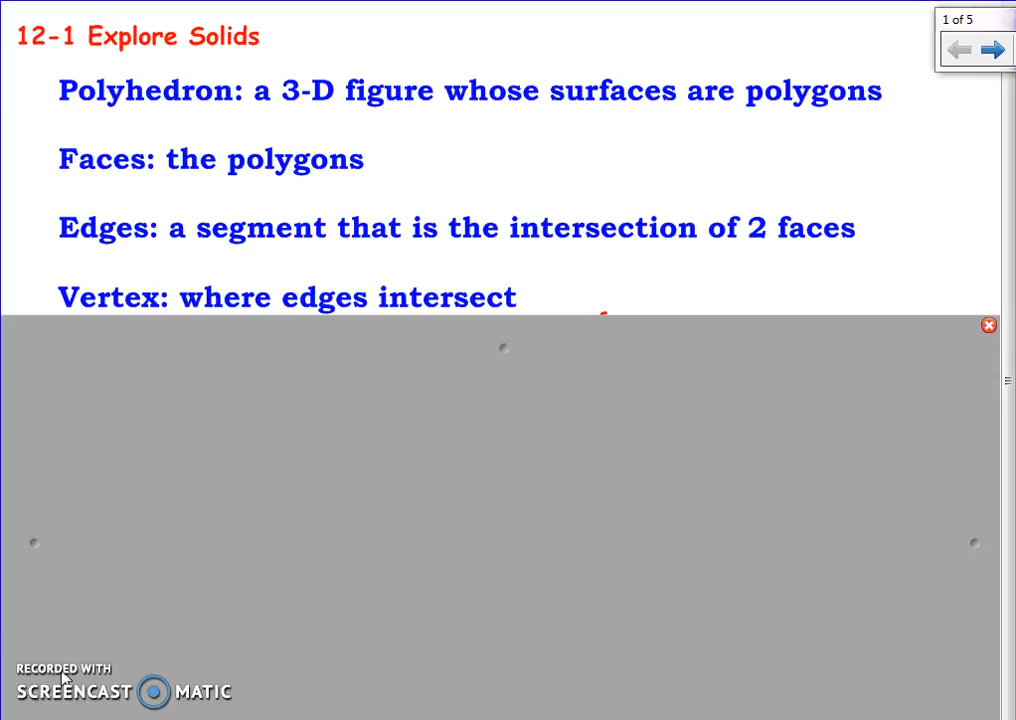 12-1 Explore Solids
1 of 5
Polyhedron: a 3-D figure whose surfaces are polygons
Faces: the polygons
Edges: a segment that is the intersection of 2 faces
Vertex: where edges intersect
RECORDED WITH
SCREENCAST MATIC